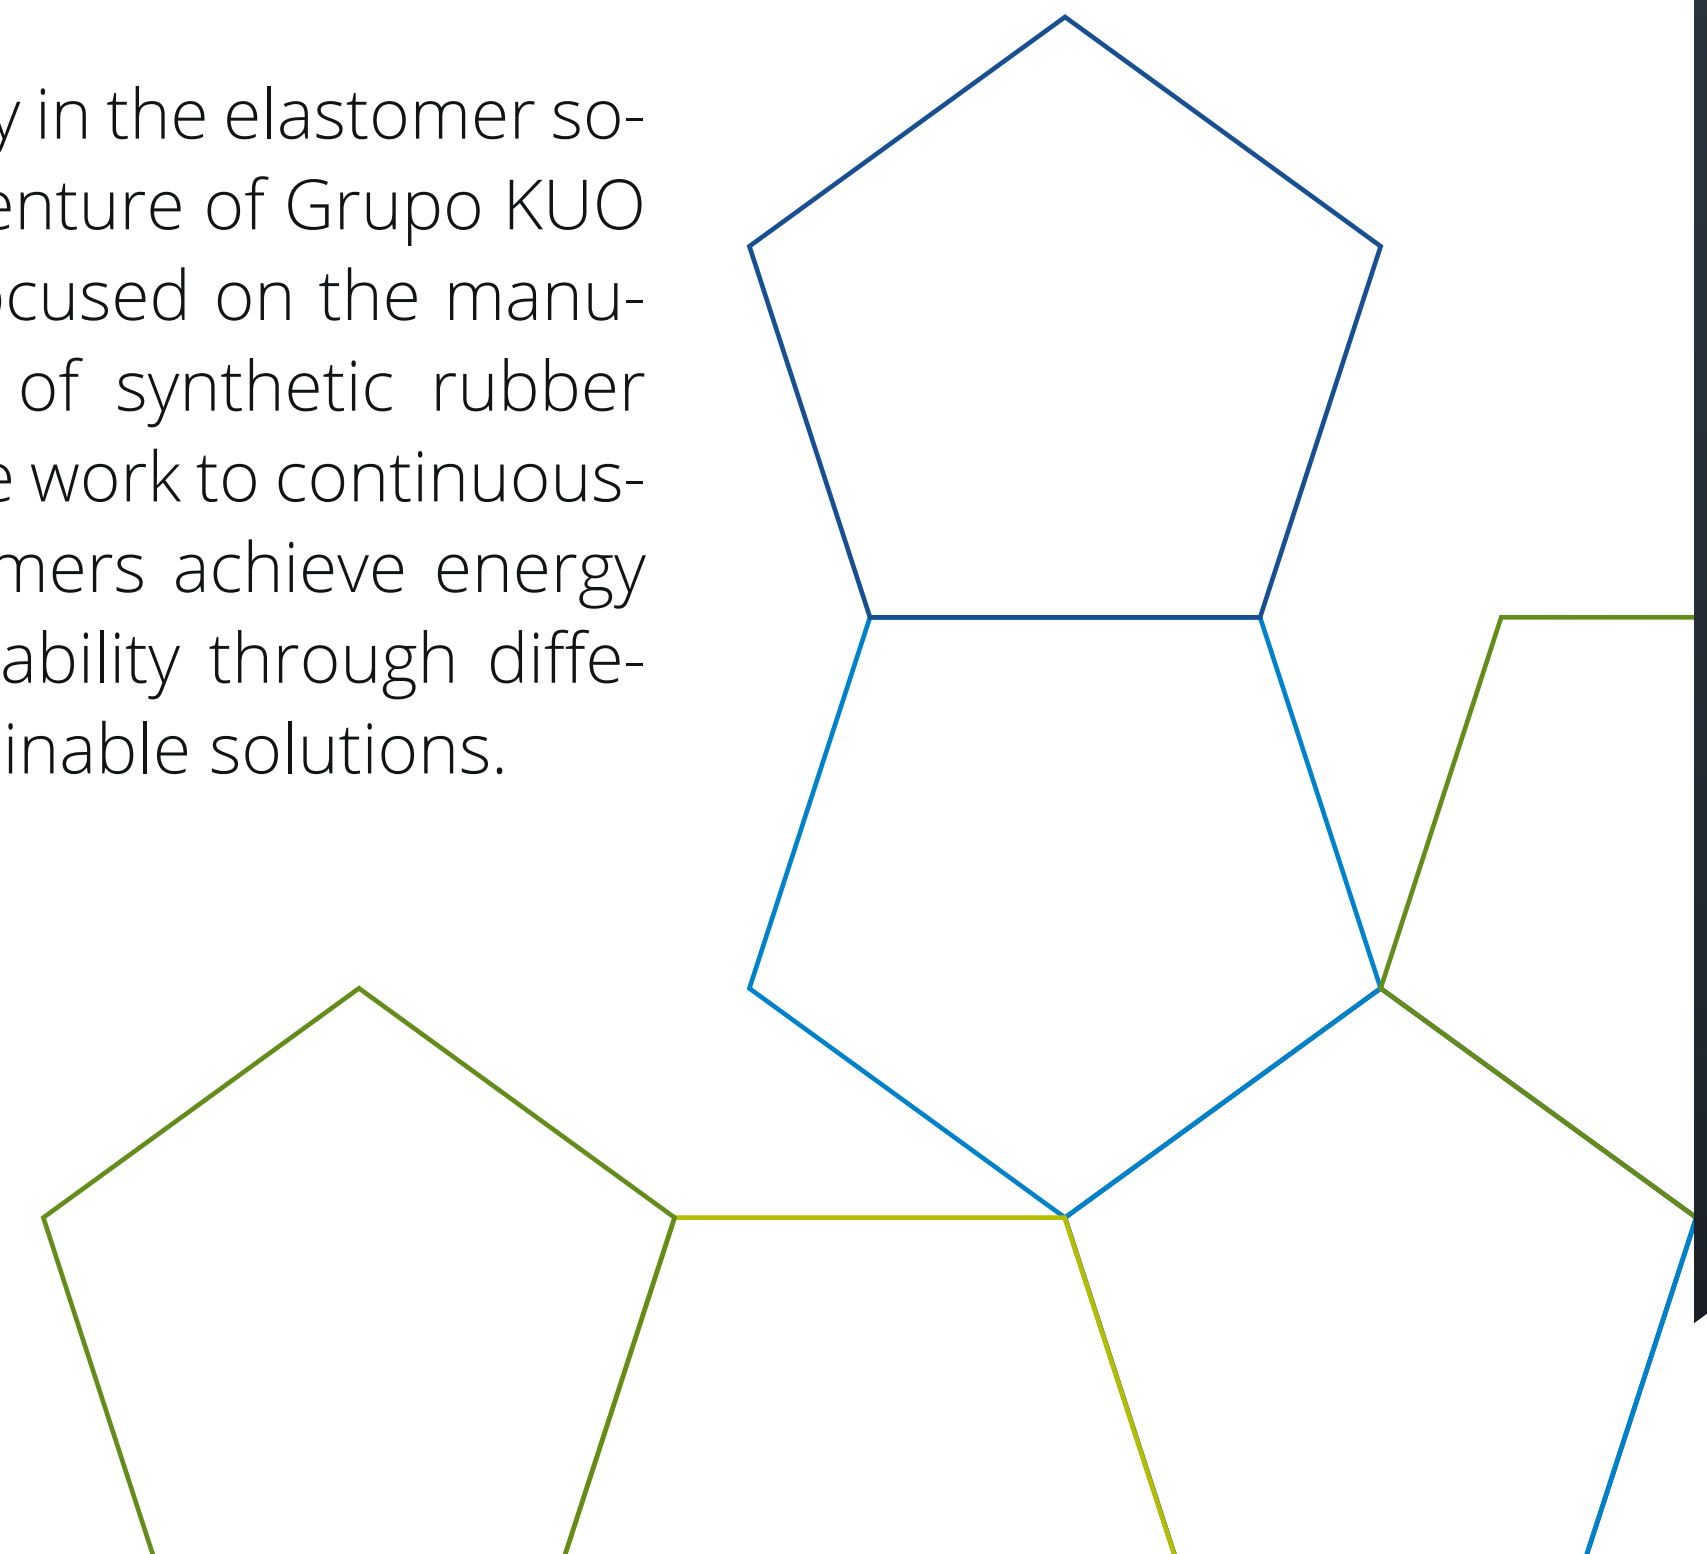 y in the elastomer so-
enture of Grupo KUO
ocused on the manu-
of synthetic rubber
e work to continuous-
mers achieve energy
ability through diffe-
inable solutions.